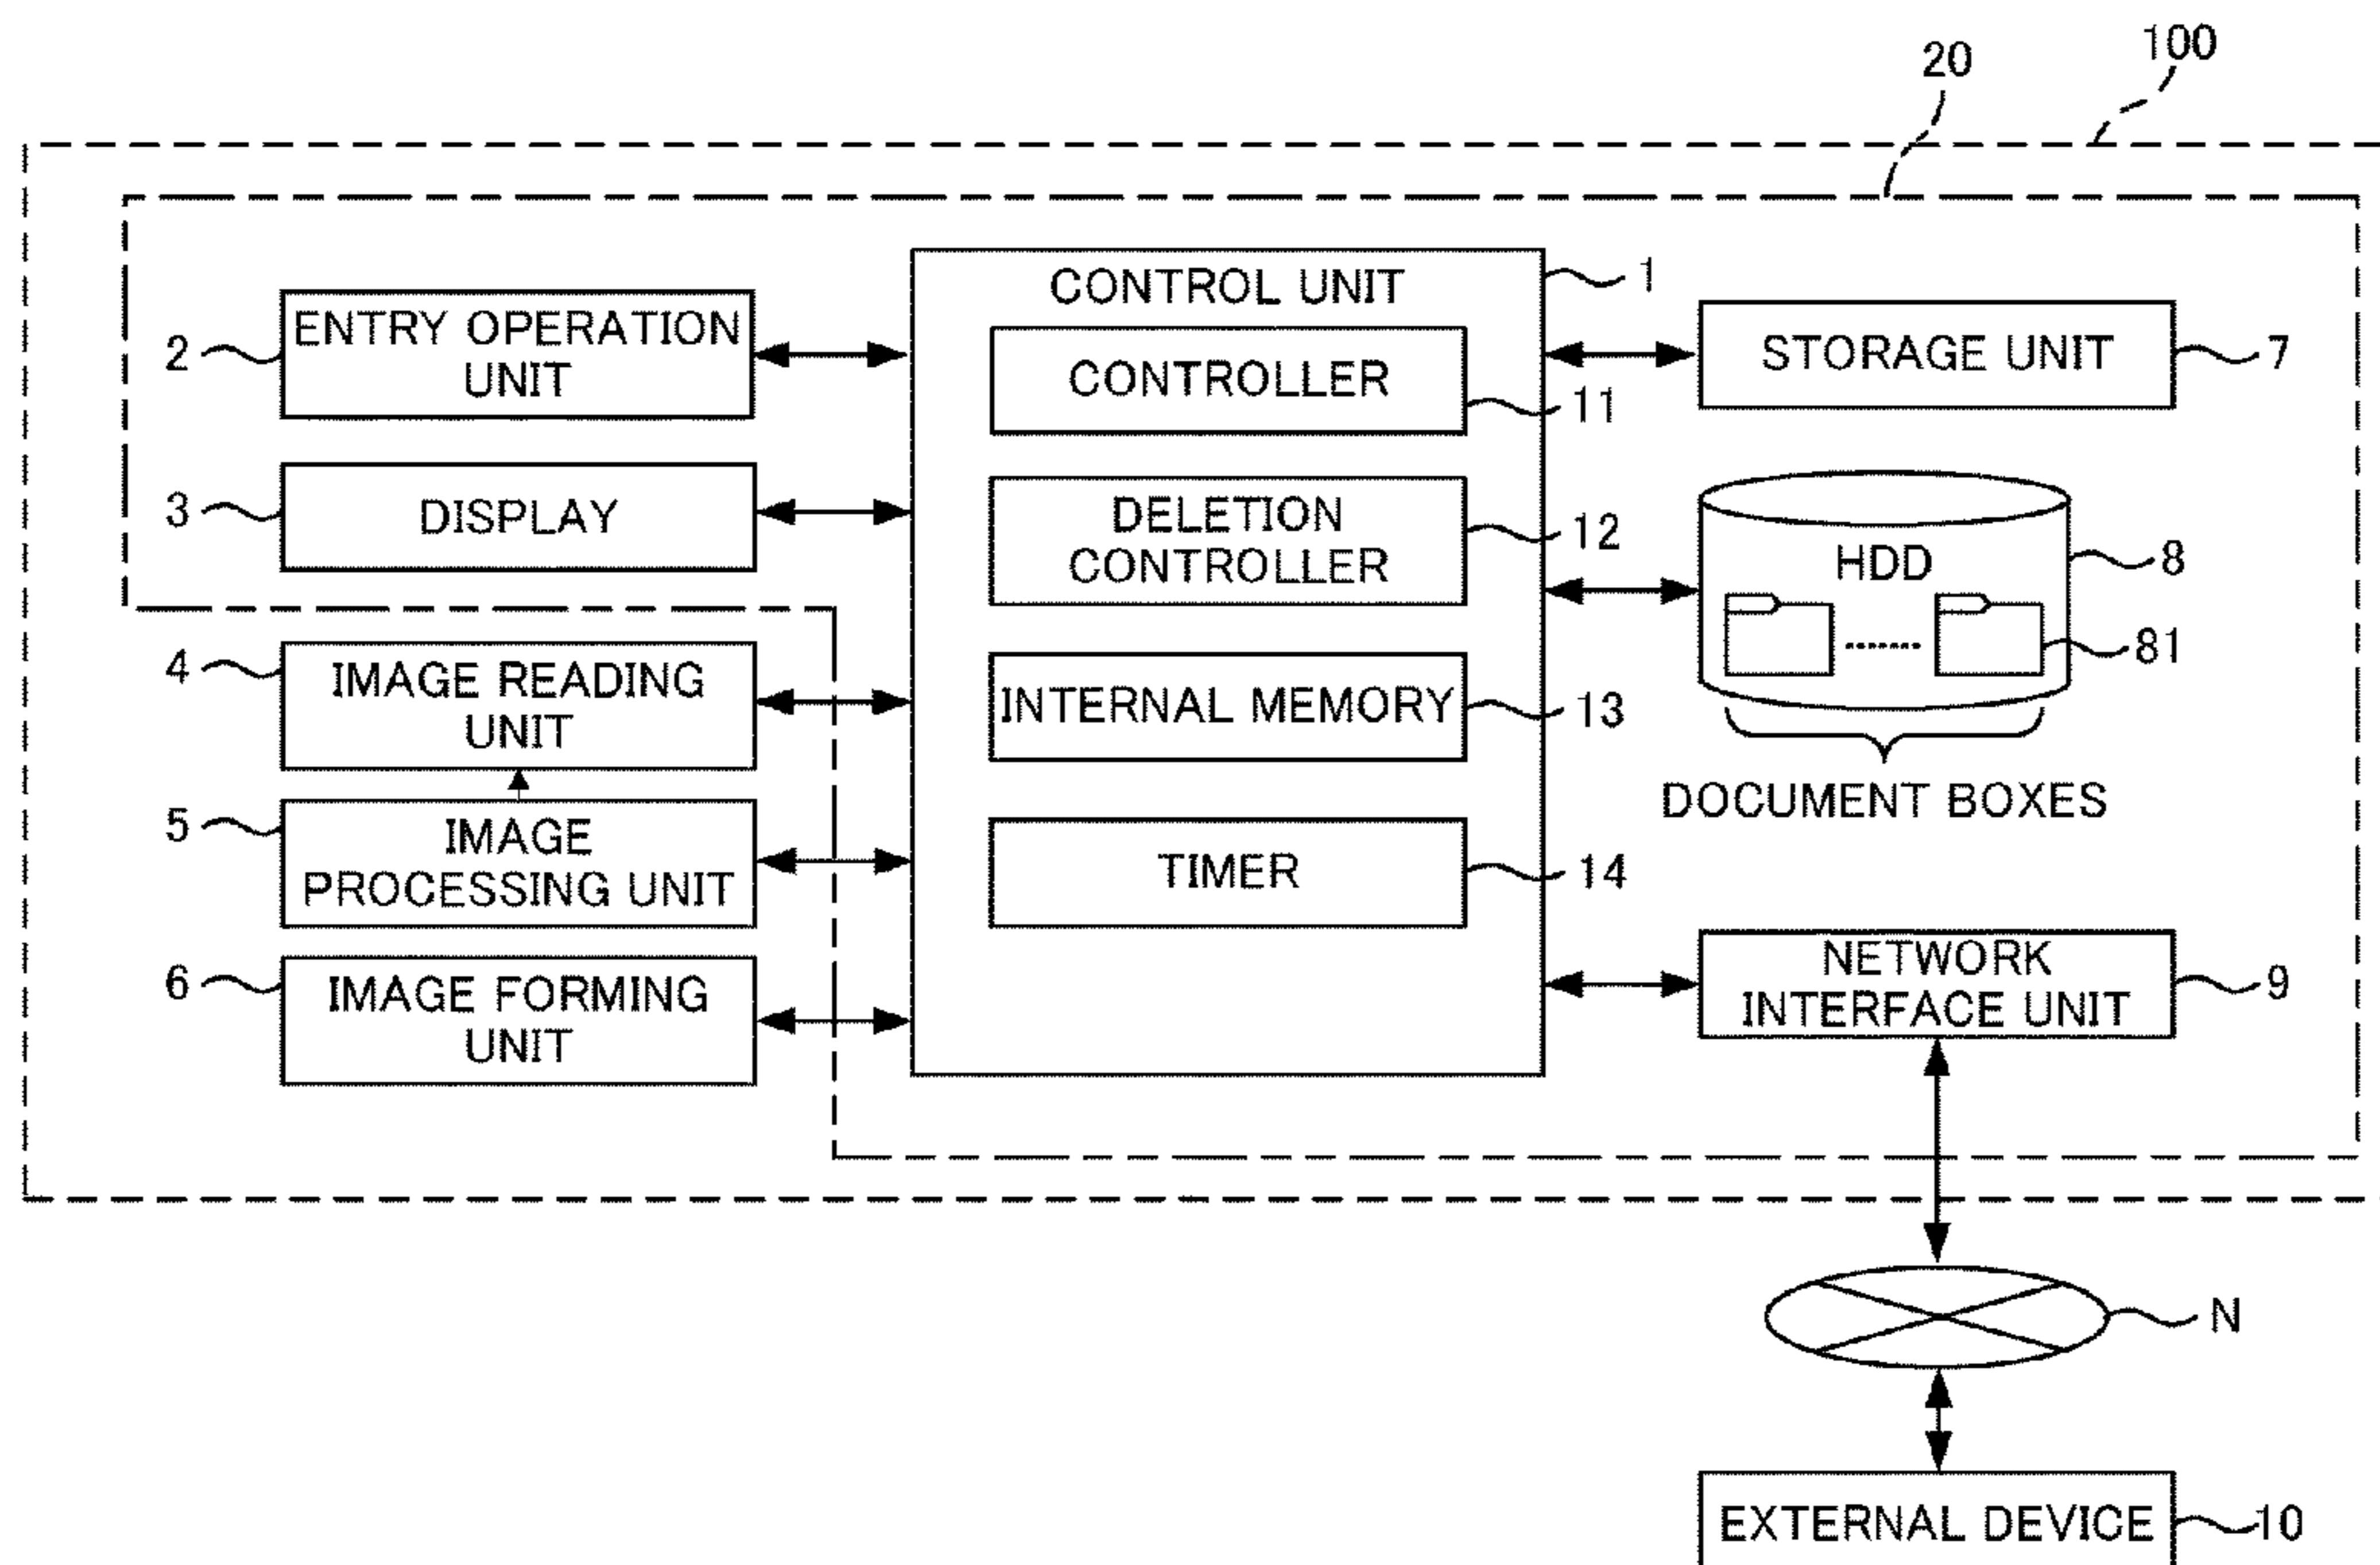 100
20
CONTROL UNIT
1
ENTRY OPERATION
UNIT
2
CONTROLLER
11
STORAGE UNIT
7
DISPLAY
3
DELETION
CONTROLLER
12
HDD
8
81
DOCUMENT BOXES
IMAGE READING
UNIT
4
INTERNAL MEMORY
13
IMAGE
PROCESSING UNIT
5
TIMER
14
IMAGE FORMING
UNIT
6
NETWORK
INTERFACE UNIT
9
N
EXTERNAL DEVICE
10